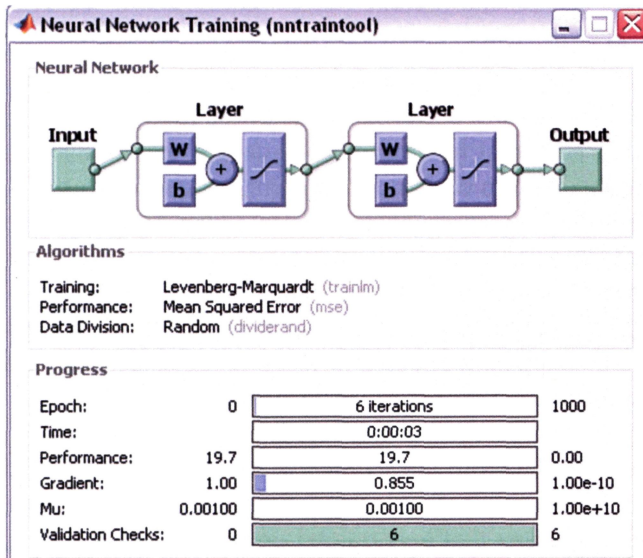 Neural Network Training (nntraintool)
Neural Network
Layer Layer
Input Output
W W
+ +
b b
Algorithms
Training: Levenberg-Marquardt (trainlm)
Performance: Mean Squared Error (mse)
Data Division: Random (dividerand)
Progress
Epoch: 0 6 iterations 1000
Time: 0:00:03
Performance: 19.7 19.7 0.00
Gradient: 1.00 0.855 1.00e-10
Mu: 0.00100 0.00100 1.00e+10
Validation Checks: 0 6 6